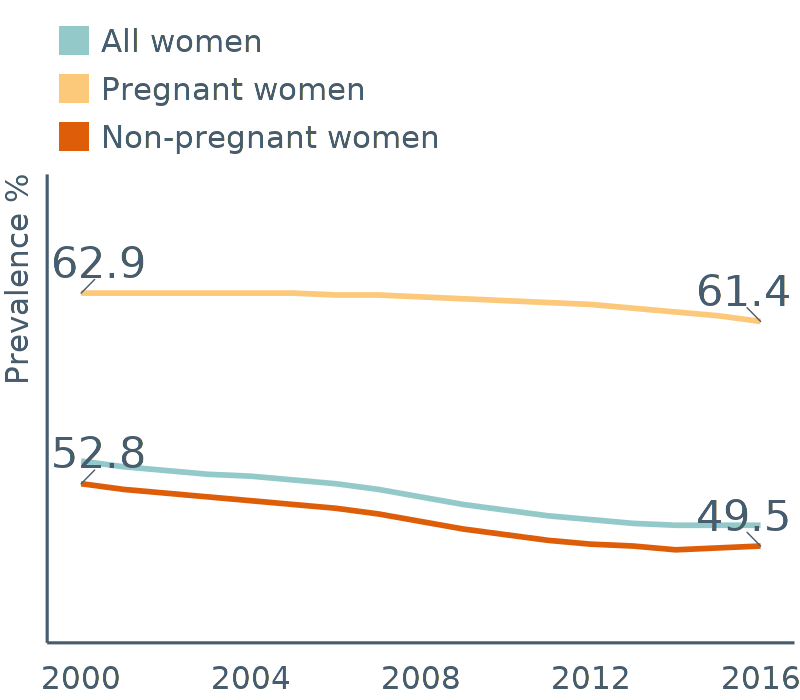 All women
Pregnant women
Non-pregnant women
Prevalence %
62.9
61.4
52.8
49.5
2000 2004 2008 2012 2016